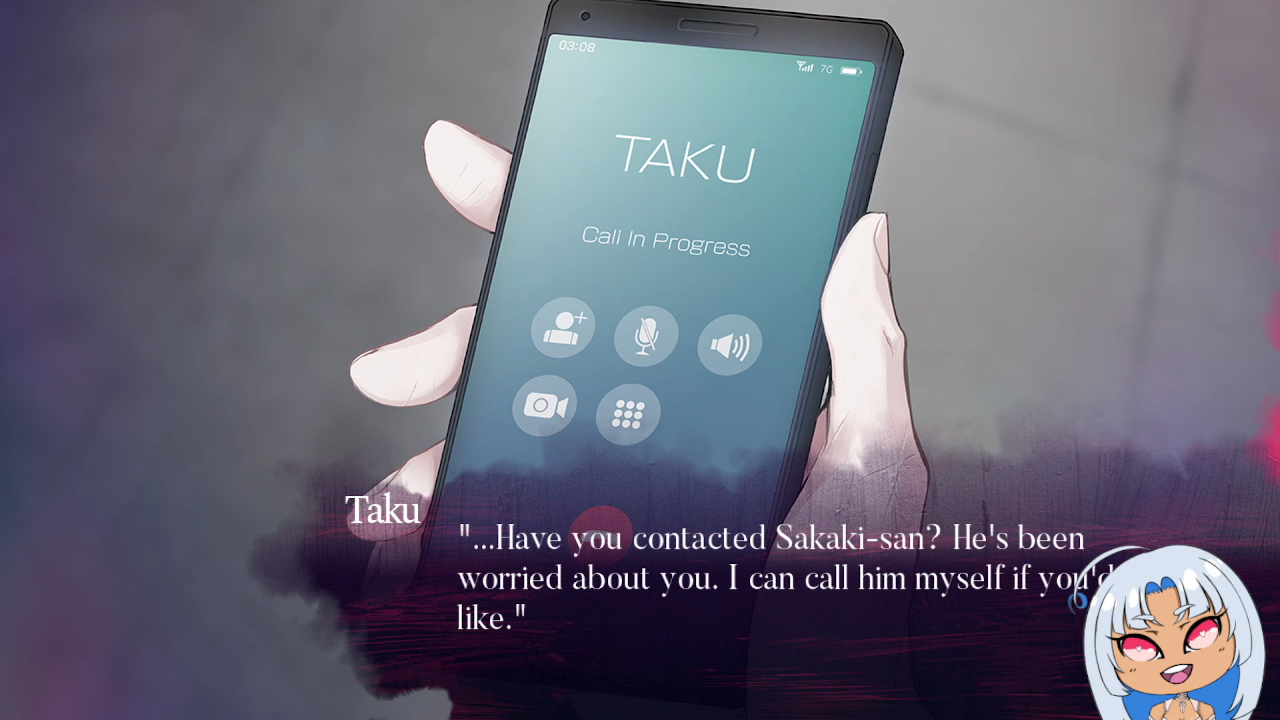 03:08
7G
TAKU
Call In Progress
Taku
"...Have you contacted Sakaki-san? He's been
worried about you. I can call him myself if you'd
like."